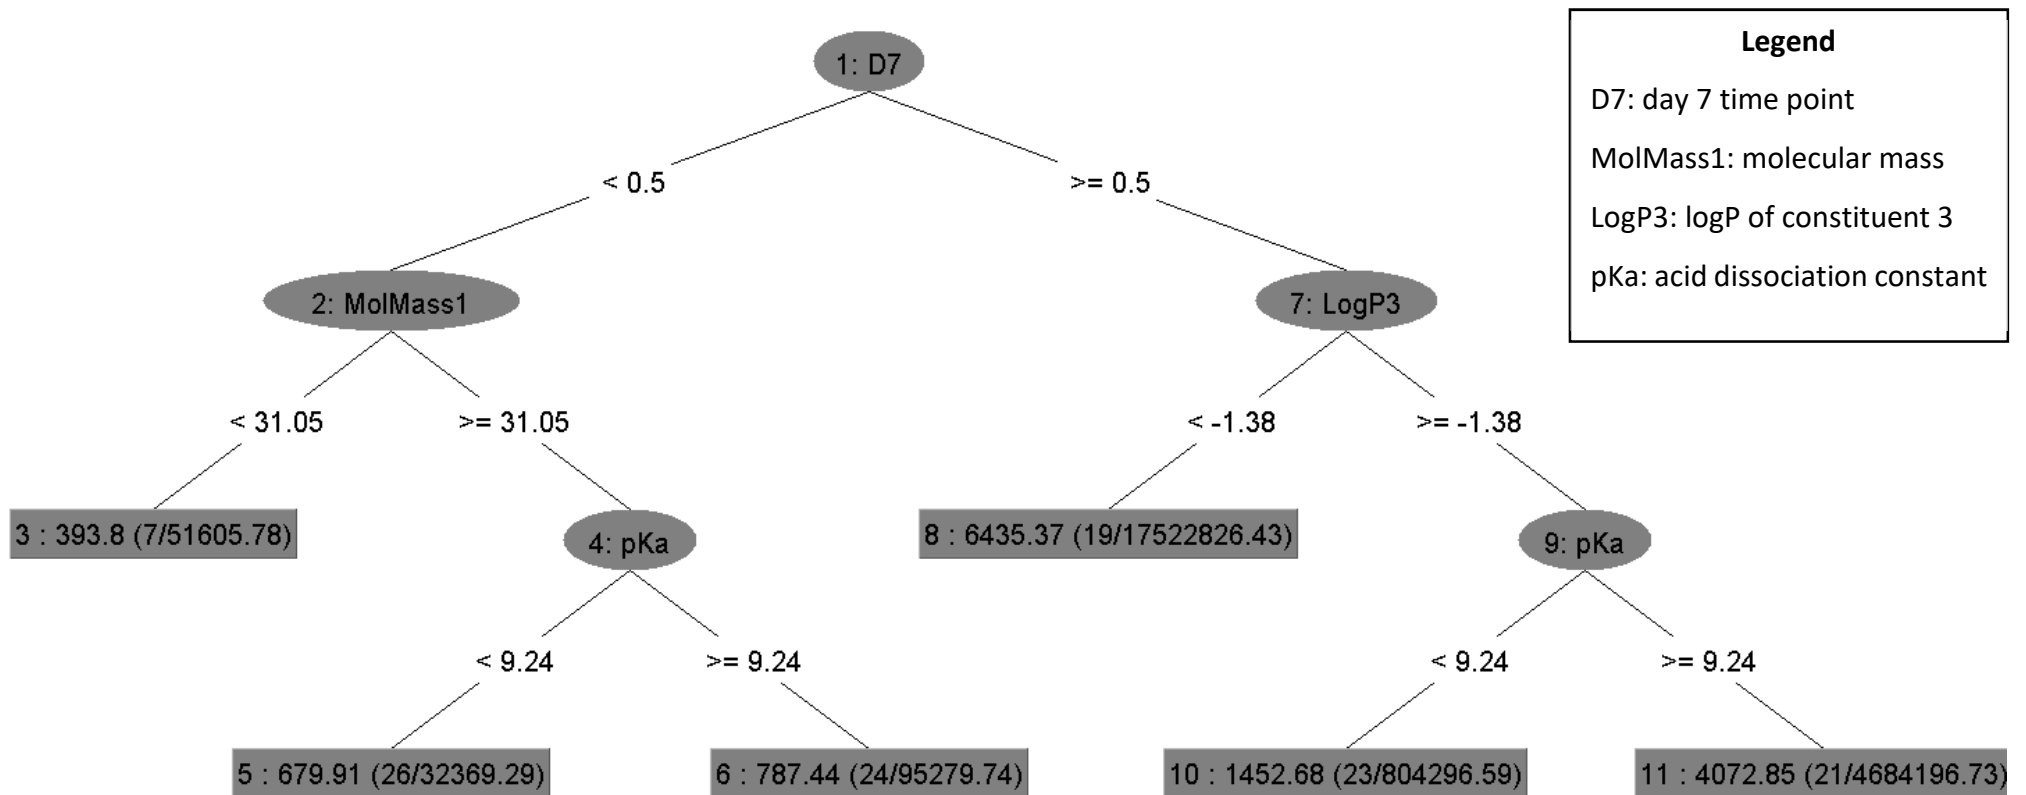 1: D7
Legend
D7: day 7 time point
MolMass1: molecular mass
LogP3: logP of constituent 3
pKa: acid dissociation constant
< 0.5
>= 0.5
2: MolMass1
7: LogP3
< 31.05
>= 31.05
< -1.38
>= -1.38
3 : 393.8 (7/51605.78)
4: pKa
8 : 6435.37 (19/17522826.43)
9: pKa
< 9.24
>= 9.24
< 9.24
>= 9.24
5 : 679.91 (26/32369.29)
6 : 787.44 (24/95279.74)
10 : 1452.68 (23/804296.59)
11 : 4072.85 (21/4684196.73)